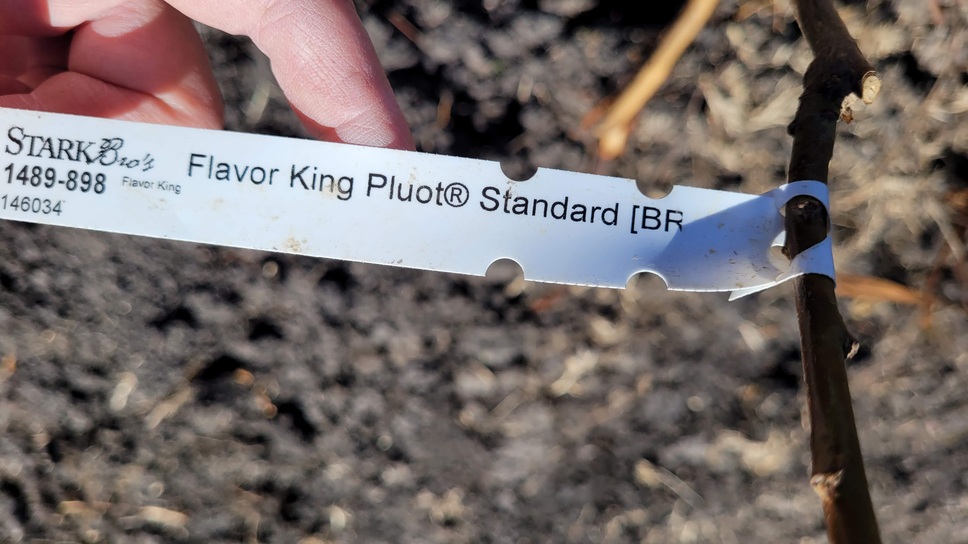 STARK Bro's
1489-898 Flavor King
146034
Flavor King Pluot® Standard [BR